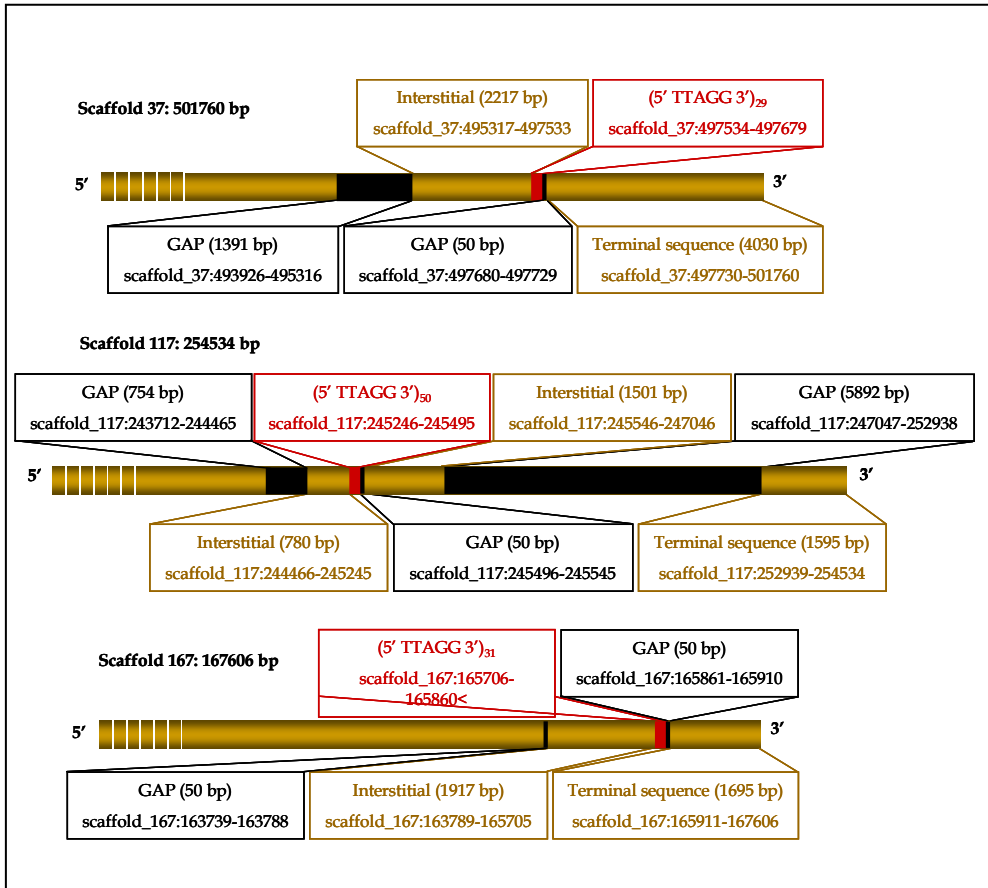 Scaffold 37: 501760 bp
Interstitial (2217 bp)
scaffold_37:495317-497533
(5′ TTAGG 3′)29
scaffold_37:497534-497679
5′
3′
GAP (1391 bp)
scaffold_37:493926-495316
GAP (50 bp)
scaffold_37:497680-497729
Terminal sequence (4030 bp)
scaffold_37:497730-501760
Scaffold 117: 254534 bp
GAP (754 bp)
scaffold_117:243712-244465
(5′ TTAGG 3′)50
scaffold_117:245246-245495
Interstitial (1501 bp)
scaffold_117:245546-247046
GAP (5892 bp)
scaffold_117:247047-252938
5′
3′
Interstitial (780 bp)
scaffold_117:244466-245245
GAP (50 bp)
scaffold_117:245496-245545
Terminal sequence (1595 bp)
scaffold_117:252939-254534
Scaffold 167: 167606 bp
(5′ TTAGG 3′)31
scaffold_167:165706-
165860<
GAP (50 bp)
scaffold_167:165861-165910
5′
3′
GAP (50 bp)
scaffold_167:163739-163788
Interstitial (1917 bp)
scaffold_167:163789-165705
Terminal sequence (1695 bp)
scaffold_167:165911-167606